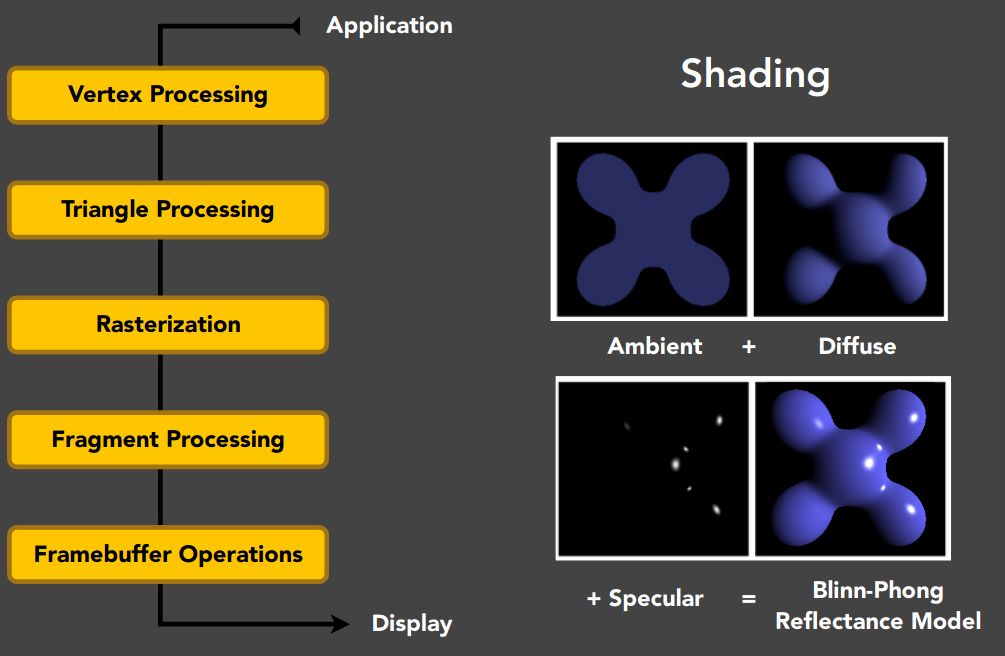 Application
Vertex Processing
Triangle Processing
Rasterization
Fragment Processing
Framebuffer Operations
Display
Shading
Ambient + Diffuse
+ Specular = Blinn-Phong
Reflectance Model